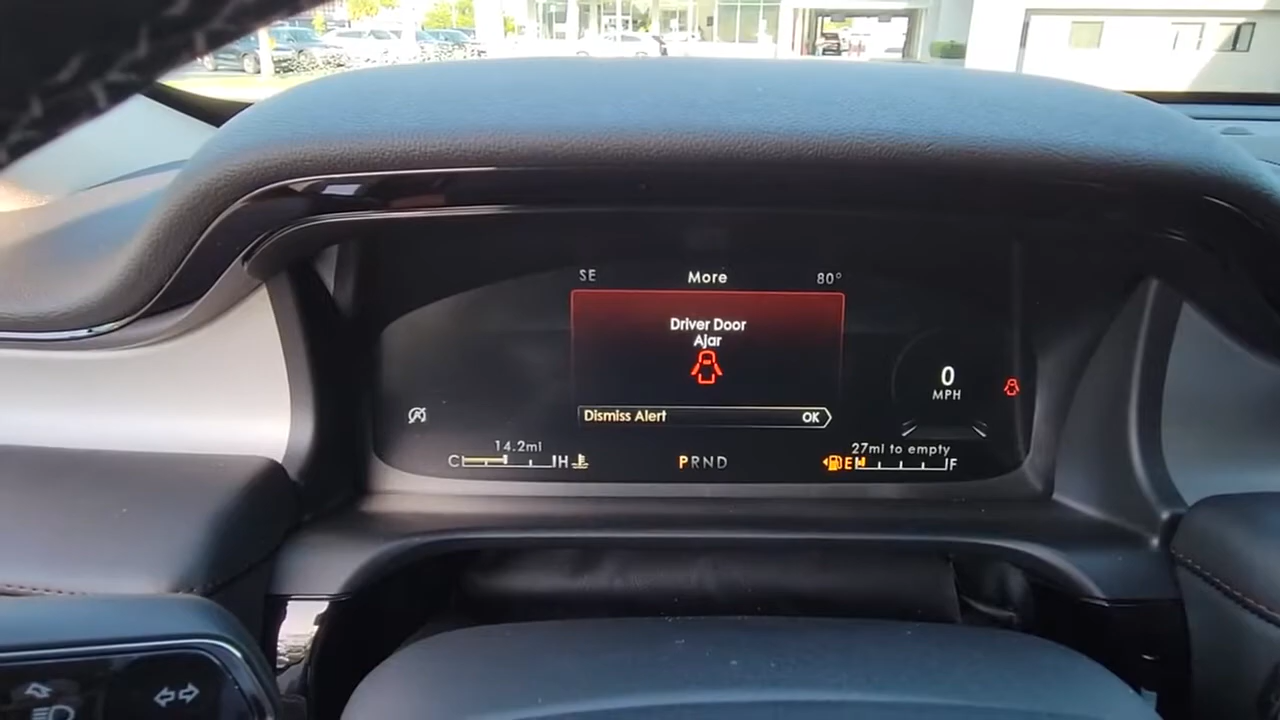 SE More 80°
Driver Door
Ajar
Dismiss Alert OK
0
MPH
14.2mi
C H
PRND
27mi to empty
E F